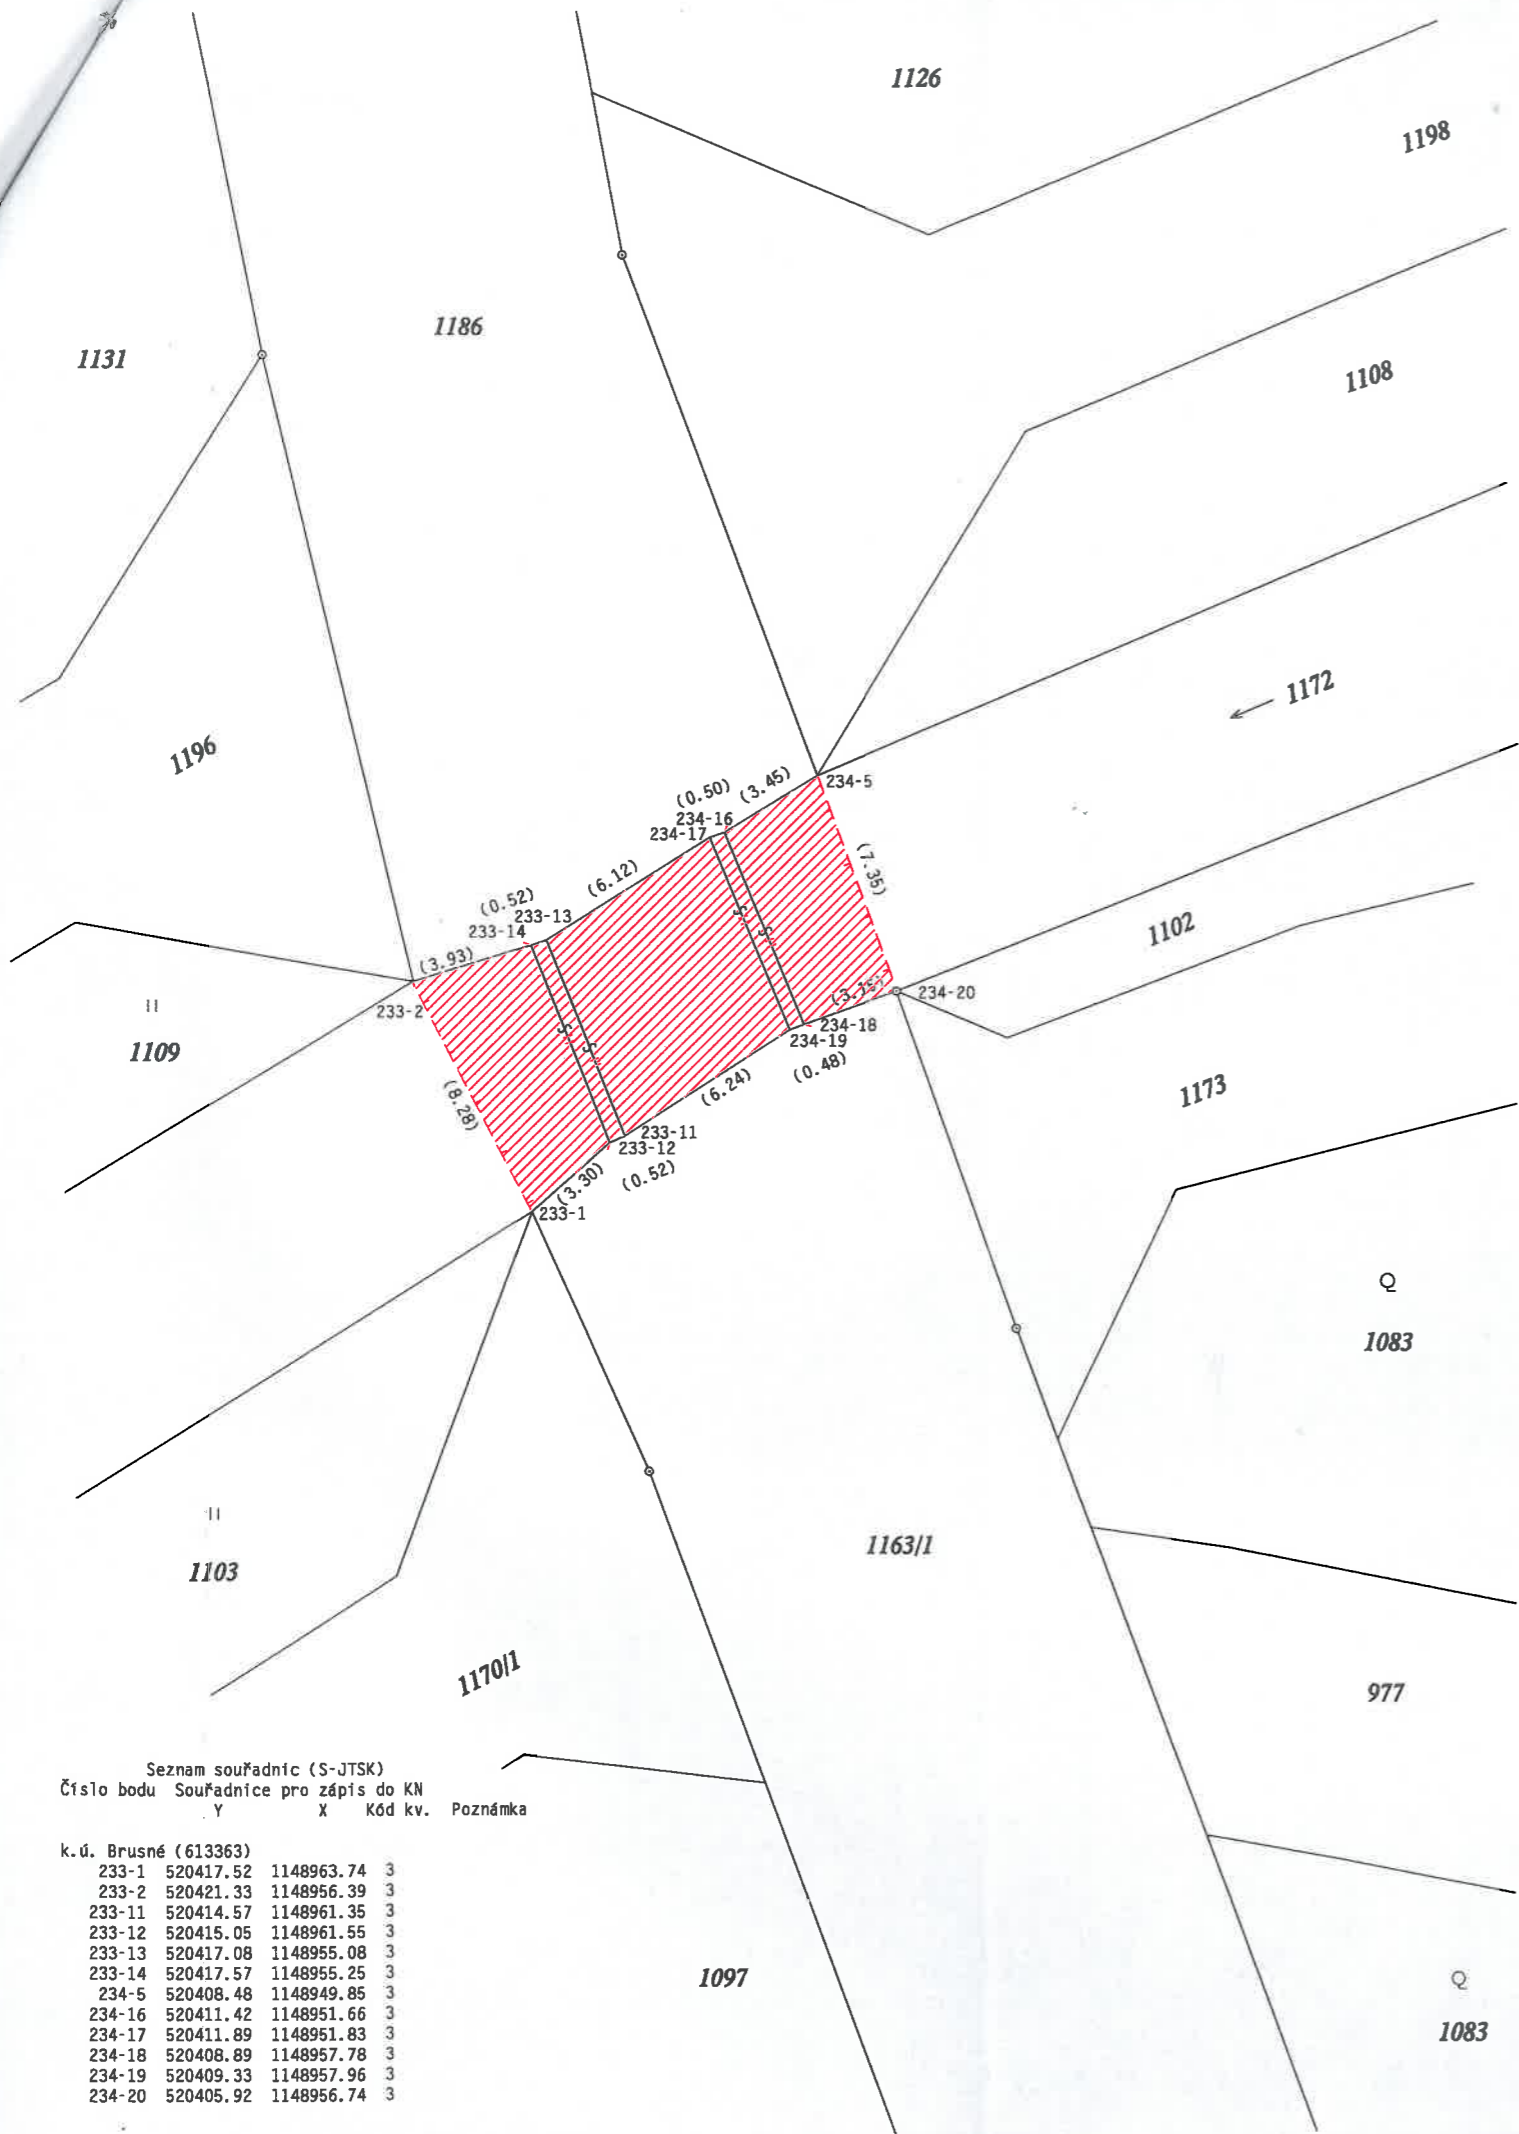 1126
1198
1186
1131
1108
1172
1196
234-5
(0.50)
(3.45)
234-16
234-17
(7.35)
(6.12)
(0.52)
233-13
233-14
(3.93)
1102
233-2
(3.15)
234-20
234-18
234-19
(0.48)
1109
(6.24)
(8.28)
1173
233-11
233-12
(0.52)
(3.30)
233-1
1083
1163/1
1103
1170/1
977
1097
1083
Seznam souřadnic (S-JTSK)
Číslo bodu Souřadnice pro zápis do KN
Y X Kód kv. Poznámka
k.ú. Brusné (613363)
233-1 520417.52 1148963.74 3
233-2 520421.33 1148956.39 3
233-11 520414.57 1148961.35 3
233-12 520415.05 1148961.55 3
233-13 520417.08 1148955.08 3
233-14 520417.57 1148955.25 3
234-5 520408.48 1148949.85 3
234-16 520411.42 1148951.66 3
234-17 520411.89 1148951.83 3
234-18 520408.89 1148957.78 3
234-19 520409.33 1148957.96 3
234-20 520405.92 1148956.74 3